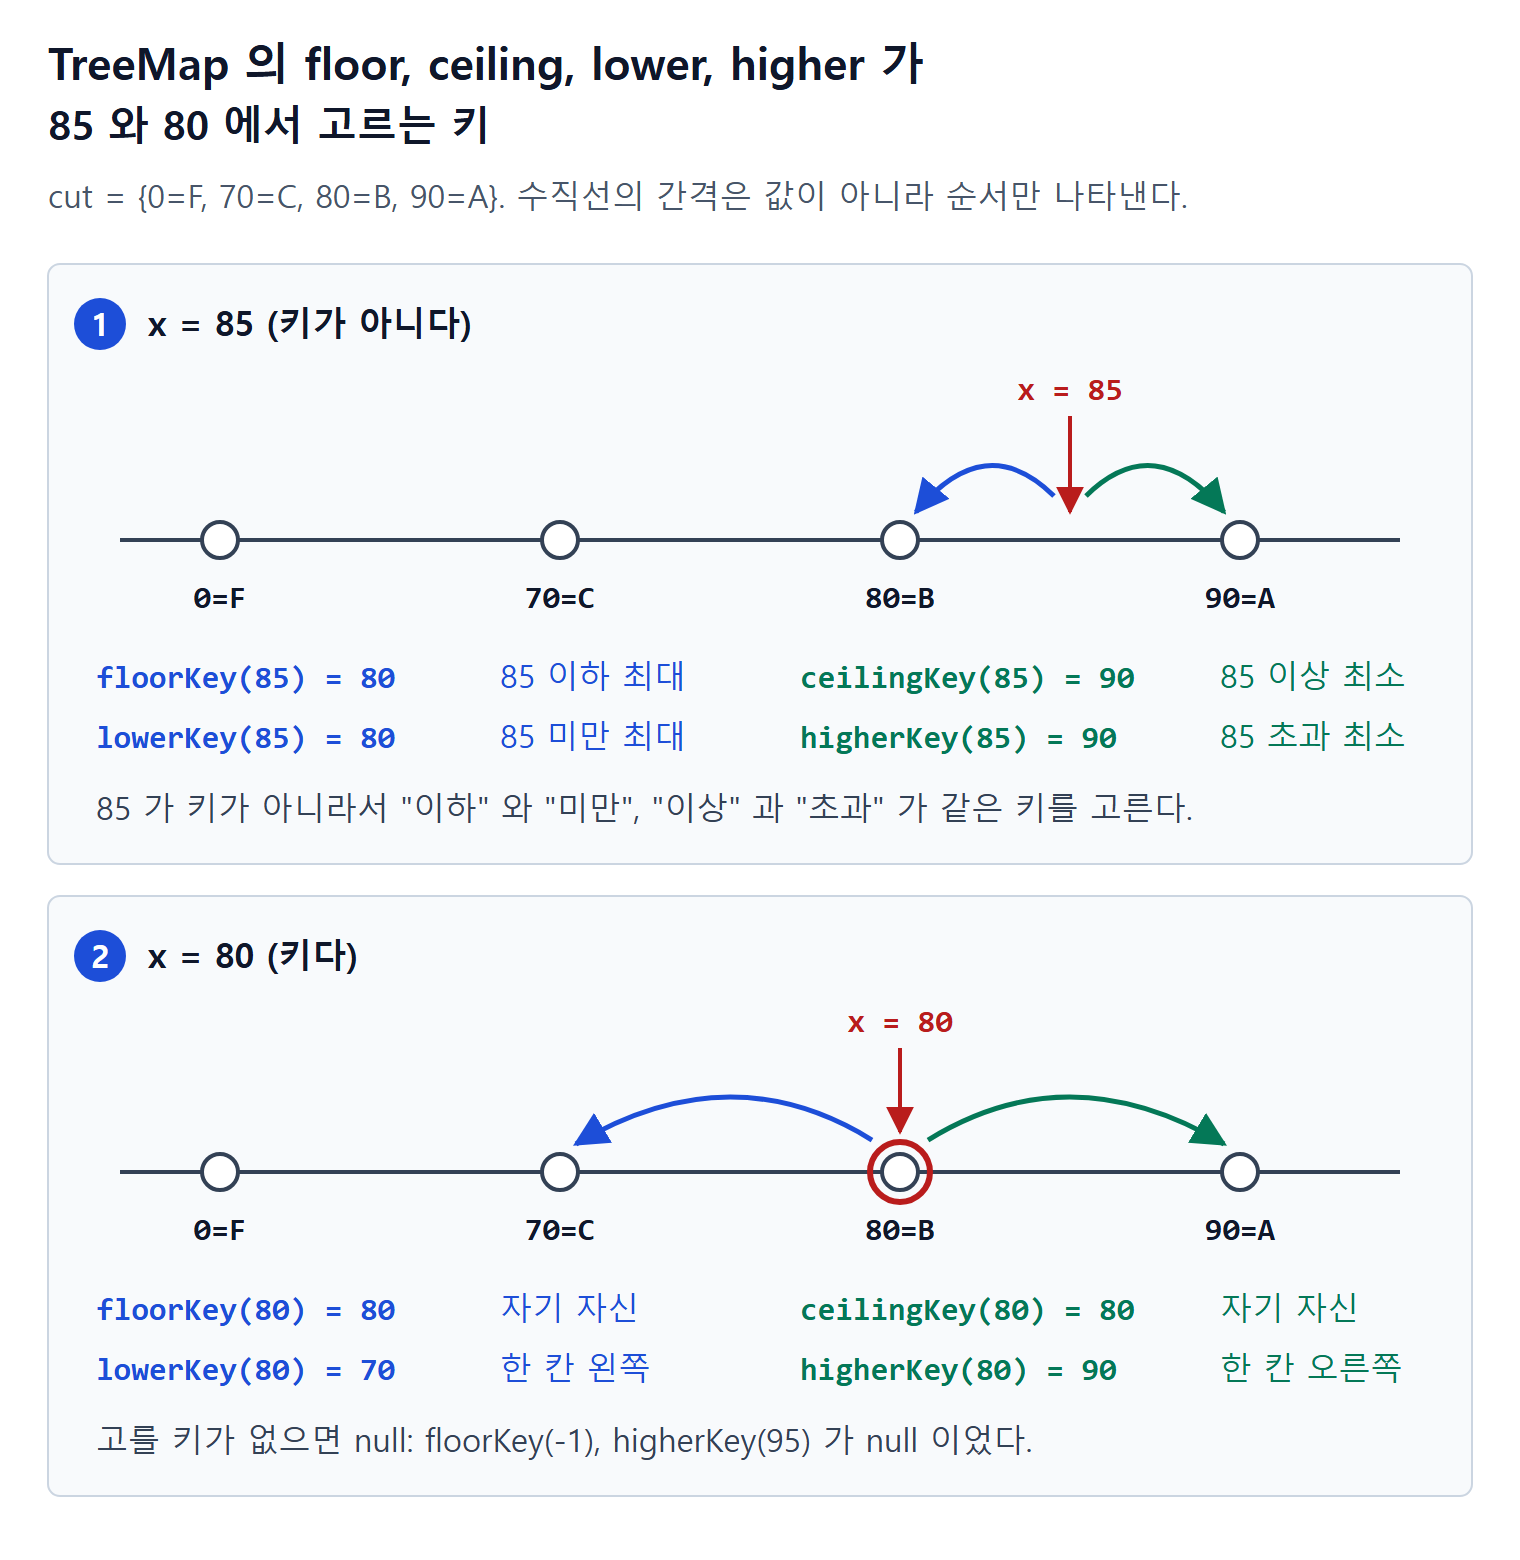 TreeMap 의 floor, ceiling, lower, higher 가
85 와 80 에서 고르는 키
cut = {0=F, 70=C, 80=B, 90=A}. 수직선의 간격은 값이 아니라 순서만 나타낸다.
1 x = 85 (키가 아니다)
x = 85
0=F 70=C 80=B 90=A
floorKey(85) = 80 85 이하 최대 ceilingKey(85) = 90 85 이상 최소
lowerKey(85) = 80 85 미만 최대 higherKey(85) = 90 85 초과 최소
85 가 키가 아니라서 "이하" 와 "미만", "이상" 과 "초과" 가 같은 키를 고른다.
2 x = 80 (키다)
x = 80
0=F 70=C 80=B 90=A
floorKey(80) = 80 자기 자신 ceilingKey(80) = 80 자기 자신
lowerKey(80) = 70 한 칸 왼쪽 higherKey(80) = 90 한 칸 오른쪽
고를 키가 없으면 null: floorKey(-1), higherKey(95) 가 null 이었다.